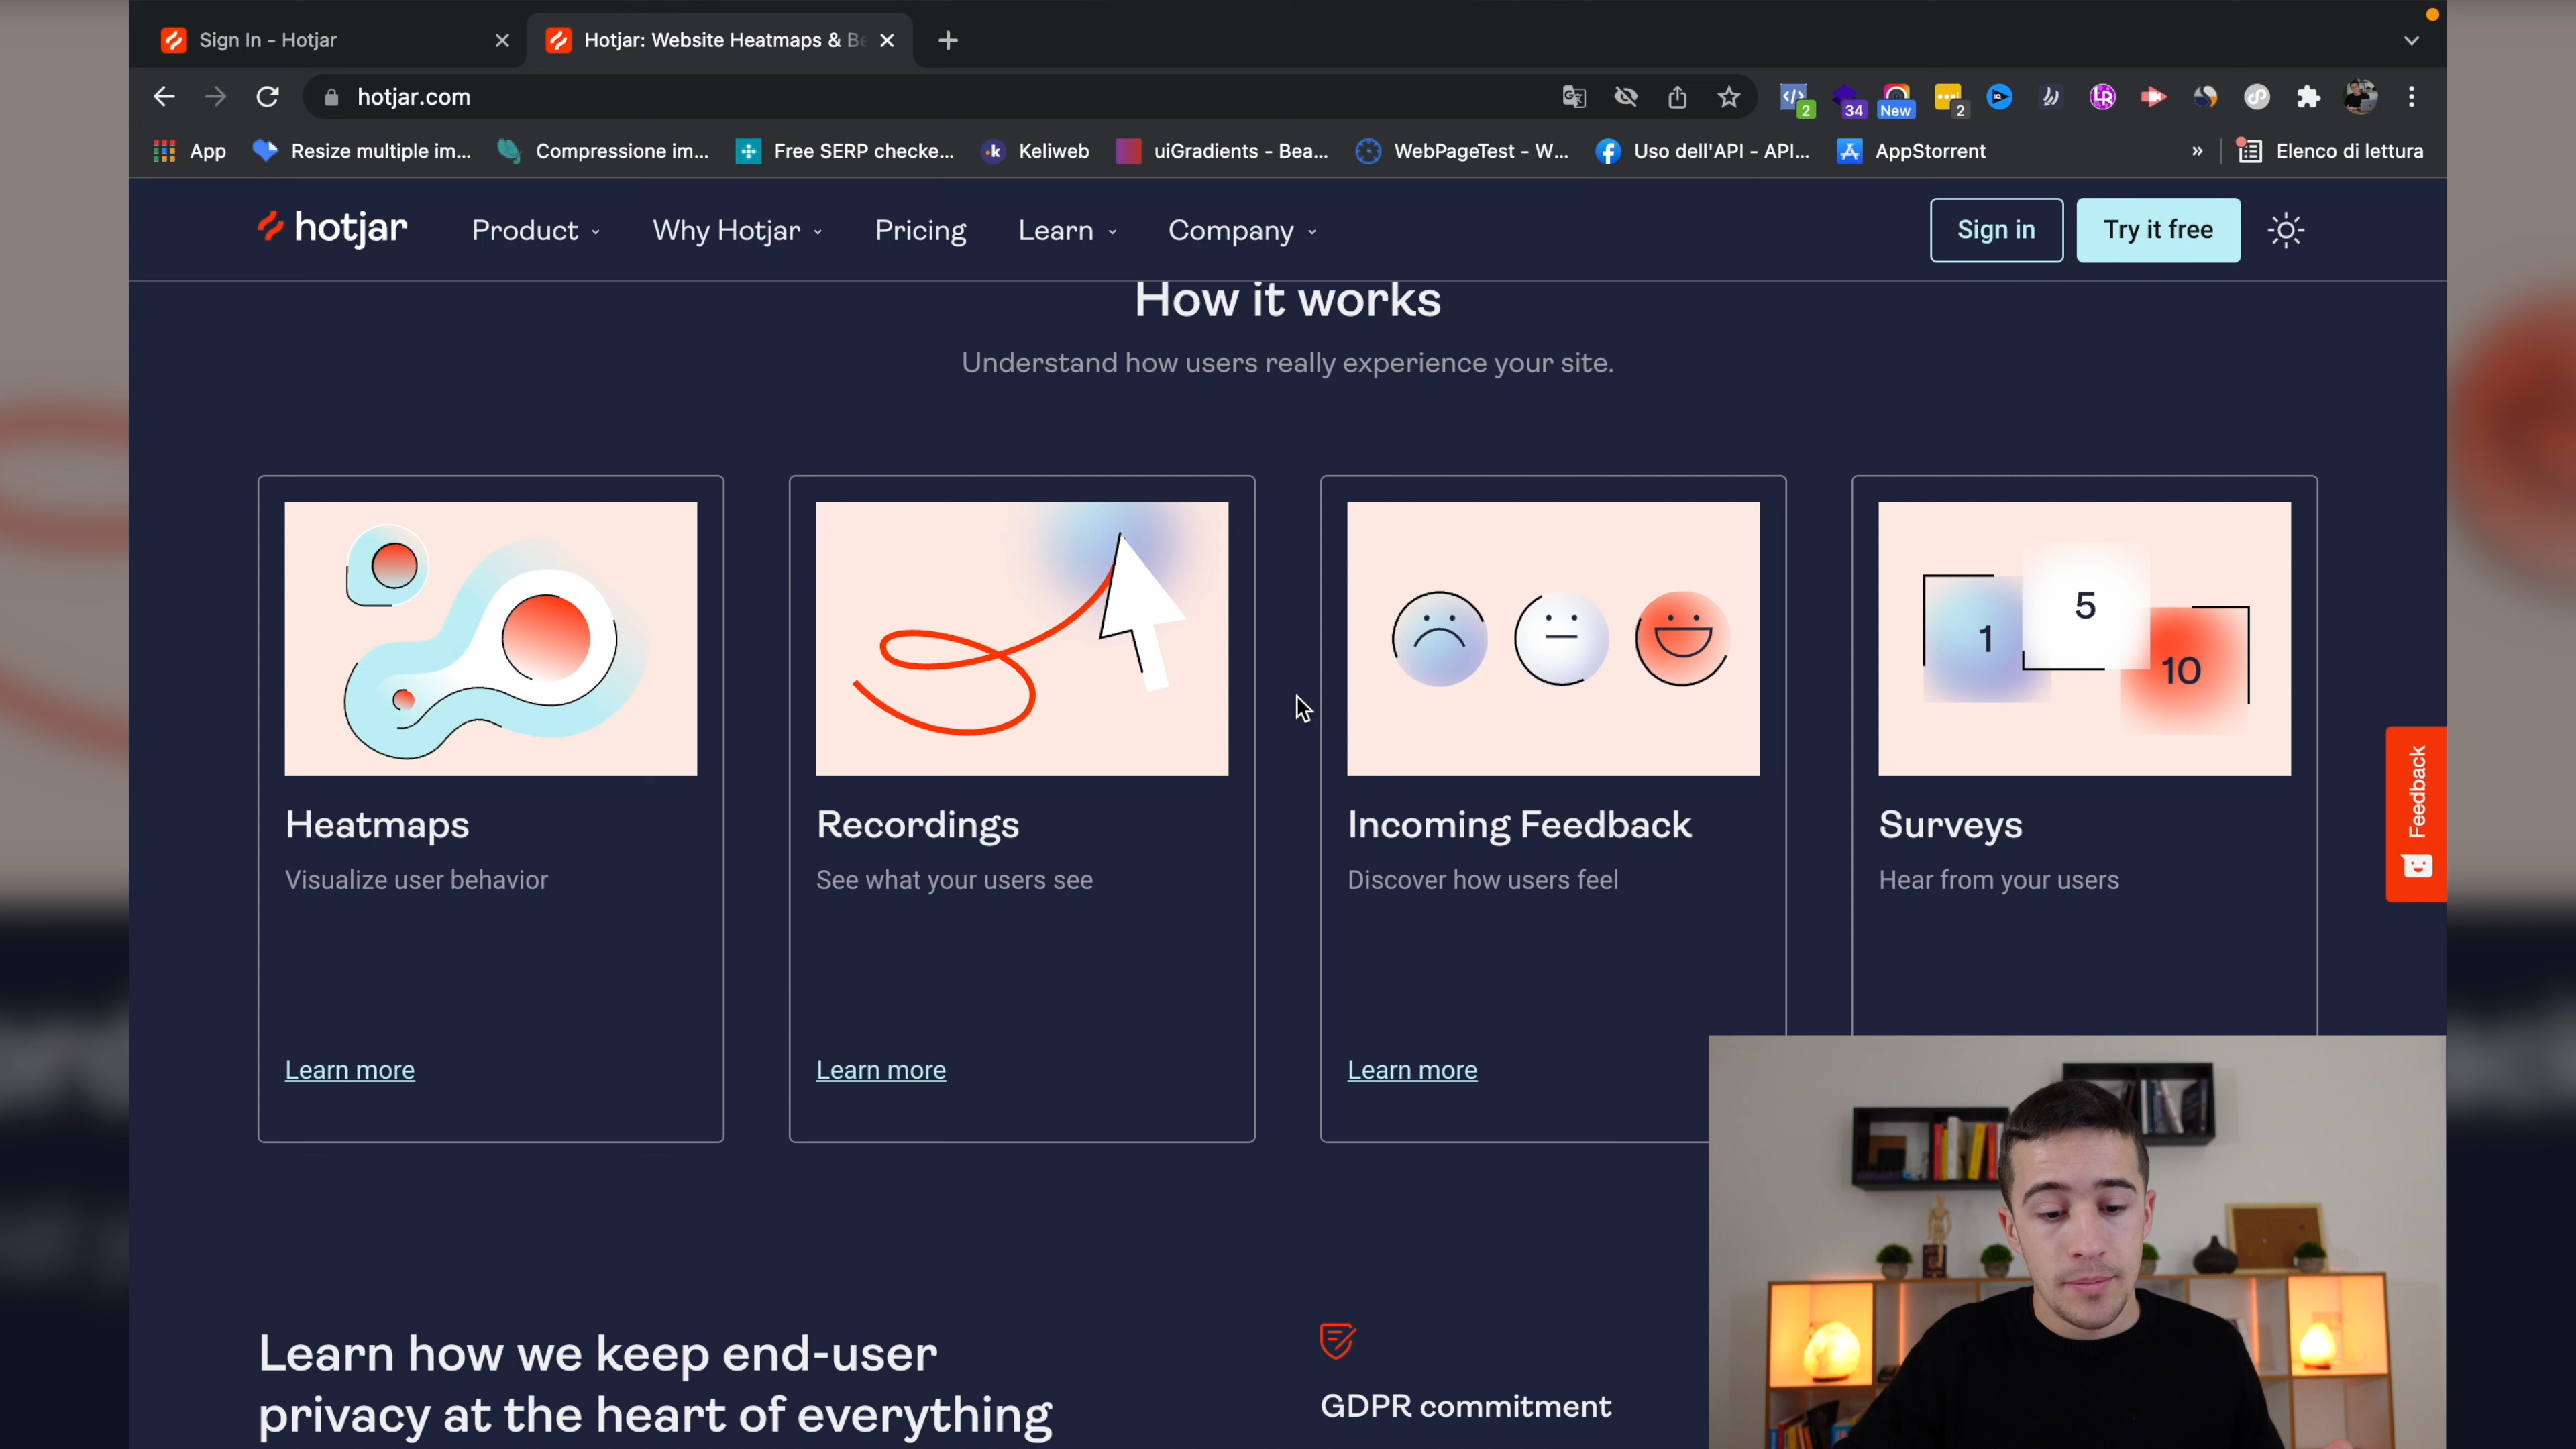 Sign In - Hotjar
Hotjar: Website Heatmaps & Be
hotjar.com
2
34
New
2
App
Resize multiple im...
Compressione im...
Free SERP checke...
Keliweb
uiGradients - Bea...
WebPageTest - W...
Uso dell'API - API...
AppStorrent
»
Elenco di lettura
hotjar
Product
Why Hotjar
Pricing
Learn
Company
Sign in
Try it free
How it works
Understand how users really experience your site.
1
5
10
Heatmaps
Recordings
Incoming Feedback
Surveys
Visualize user behavior
See what your users see
Discover how users feel
Hear from your users
Feedback
Learn more
Learn more
Learn more
Learn how we keep end-user
privacy at the heart of everything
GDPR commitment